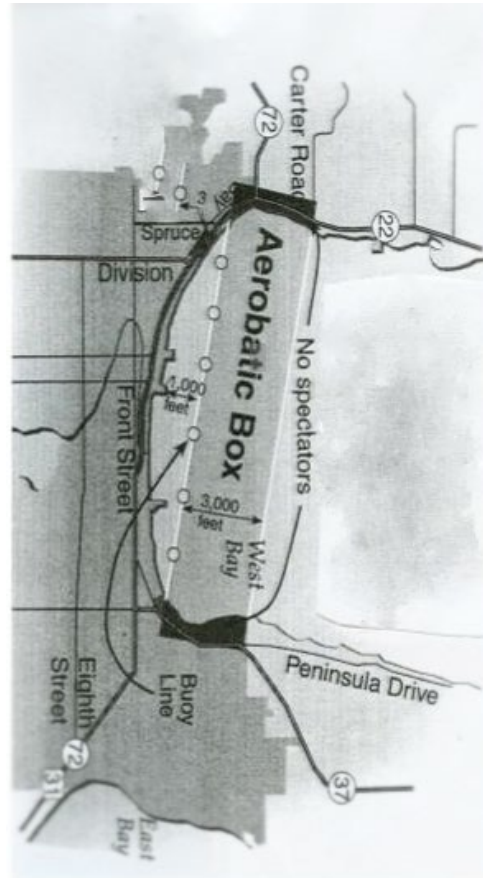 Carter Road
72
22
3
Bay
Spruce
Division
Aerobatic Box
No spectators
1,000
feet
Front Street
3,000
feet
West
Bay
Peninsula Drive
Buoy
Line
Eighth
Street
72
31
37
East
Bay